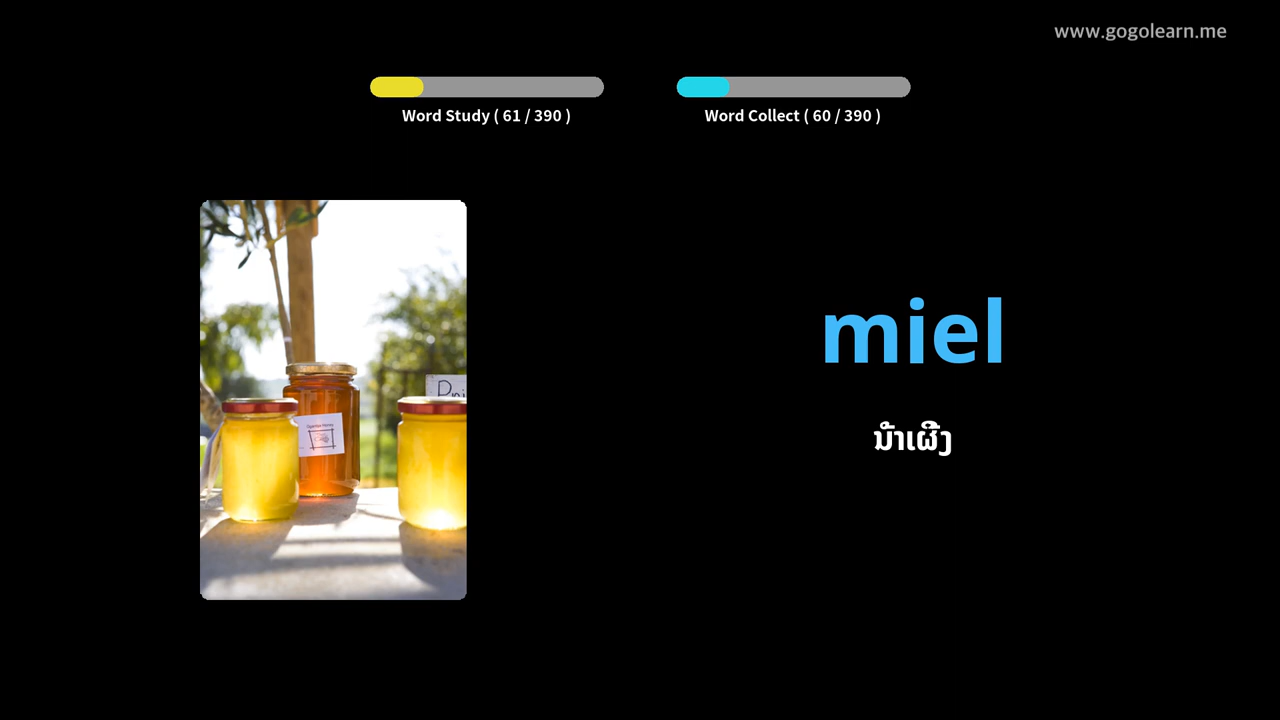 www.gogolearn.me
Word Study ( 61 / 390 )
Word Collect ( 60 / 390 )
miel
ນ້ຳເຜີ້ງ